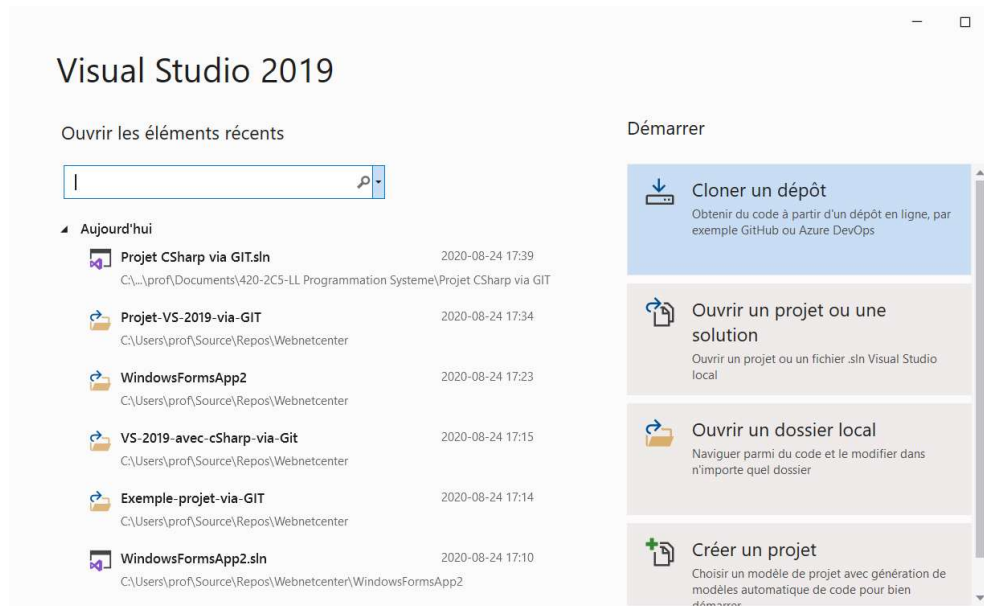 Visual Studio 2019
Ouvrir les éléments récents
Aujourd'hui
Projet CSharp via GIT.sln 2020-08-24 17:39
C:\...\prof\Documents\420-2C5-LL Programmation Systeme\Projet CSharp via GIT
Projet-VS-2019-via-GIT 2020-08-24 17:34
C:\Users\prof\Source\Repos\Webnetcenter
WindowsFormsApp2 2020-08-24 17:23
C:\Users\prof\Source\Repos\Webnetcenter
VS-2019-avec-cSharp-via-Git 2020-08-24 17:15
C:\Users\prof\Source\Repos\Webnetcenter
Exemple-projet-via-GIT 2020-08-24 17:14
C:\Users\prof\Source\Repos\Webnetcenter
WindowsFormsApp2.sln 2020-08-24 17:10
C:\Users\prof\Source\Repos\Webnetcenter\WindowsFormsApp2
Démarrer
Cloner un dépôt
Obtenir du code à partir d'un dépôt en ligne, par
exemple GitHub ou Azure DevOps
Ouvrir un projet ou une
solution
Ouvrir un projet ou un fichier .sln Visual Studio
local
Ouvrir un dossier local
Naviguer parmi du code et le modifier dans
n'importe quel dossier
Créer un projet
Choisir un modèle de projet avec génération de
modèles automatique de code pour bien
démarrer